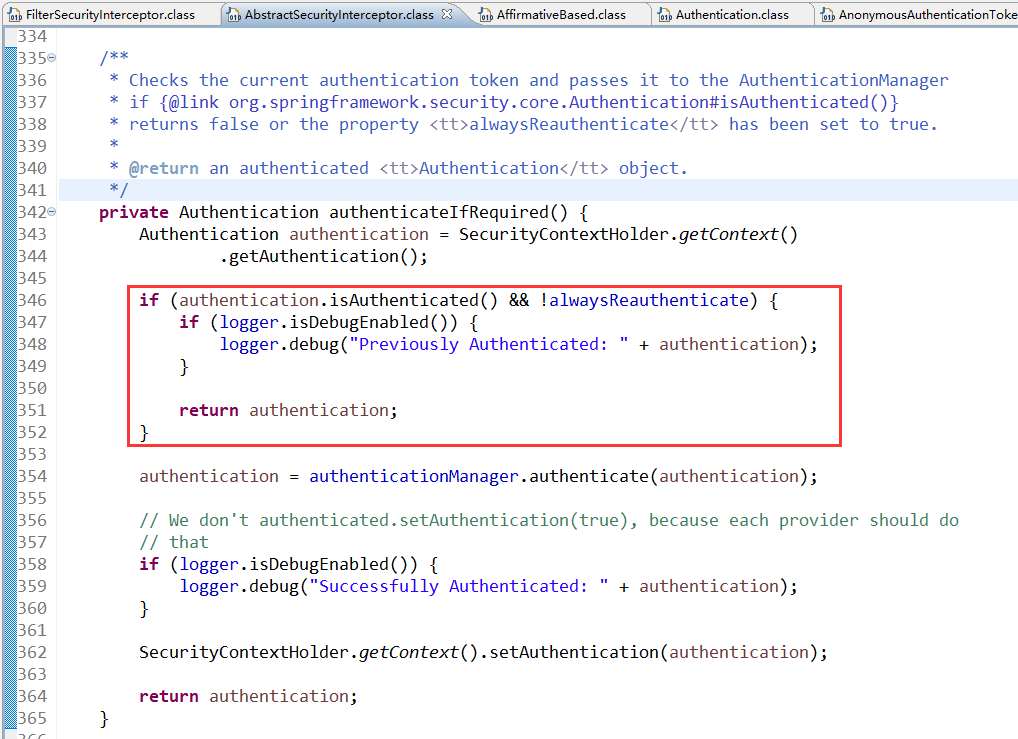 FilterSecurityInterceptor.class AbstractSecurityInterceptor.class AffirmativeBased.class Authentication.class AnonymousAuthenticationToke
334
335 /**
336 * Checks the current authentication token and passes it to the AuthenticationManager
337 * if {@link org.springframework.security.core.Authentication#isAuthenticated()}
338 * returns false or the property <tt>alwaysReauthenticate</tt> has been set to true.
339 *
340 * @return an authenticated <tt>Authentication</tt> object.
341 */
342 private Authentication authenticateIfRequired() {
343 Authentication authentication = SecurityContextHolder.getContext()
344 .getAuthentication();
345
346 if (authentication.isAuthenticated() && !alwaysReauthenticate) {
347 if (logger.isDebugEnabled()) {
348 logger.debug("Previously Authenticated: " + authentication);
349 }
350
351 return authentication;
352 }
353
354 authentication = authenticationManager.authenticate(authentication);
355
356 // We don't authenticated.setAuthentication(true), because each provider should do
357 // that
358 if (logger.isDebugEnabled()) {
359 logger.debug("Successfully Authenticated: " + authentication);
360 }
361
362 SecurityContextHolder.getContext().setAuthentication(authentication);
363
364 return authentication;
365 }